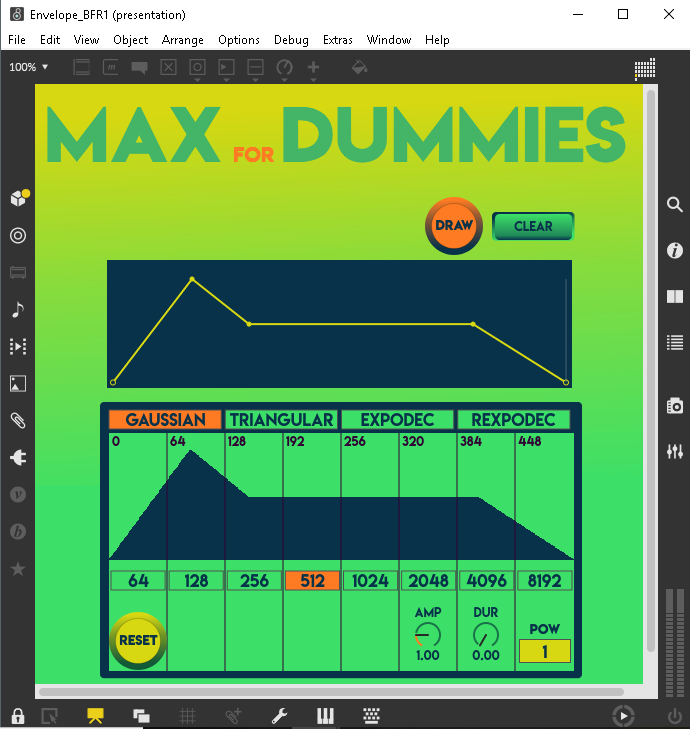 Envelope_BFR1 (presentation)
File Edit View Object Arrange Options Debug Extras Window Help
100%
MAX FOR DUMMIES
DRAW CLEAR
GAUSSIAN TRIANGULAR EXPODEC REXPODEC
0 64 128 192 256 320 384 448
64 128 256 512 1024 2048 4096 8192
AMP DUR
RESET POW
1.00 0.00 1